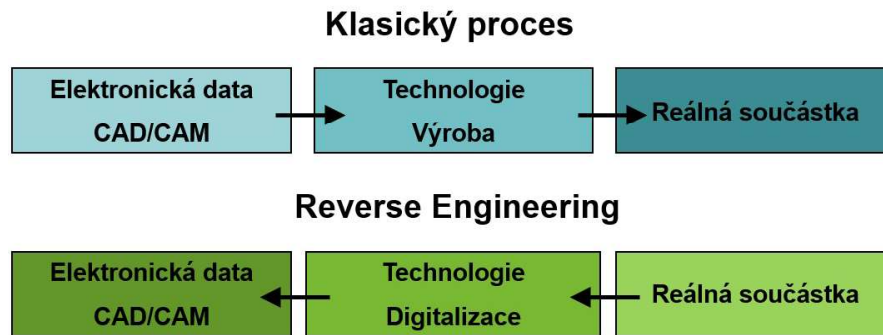 Klasický proces
Elektronická data
CAD/CAM
Technologie
Výroba
Reálná součástka
Reverse Engineering
Elektronická data
CAD/CAM
Technologie
Digitalizace
Reálná součástka